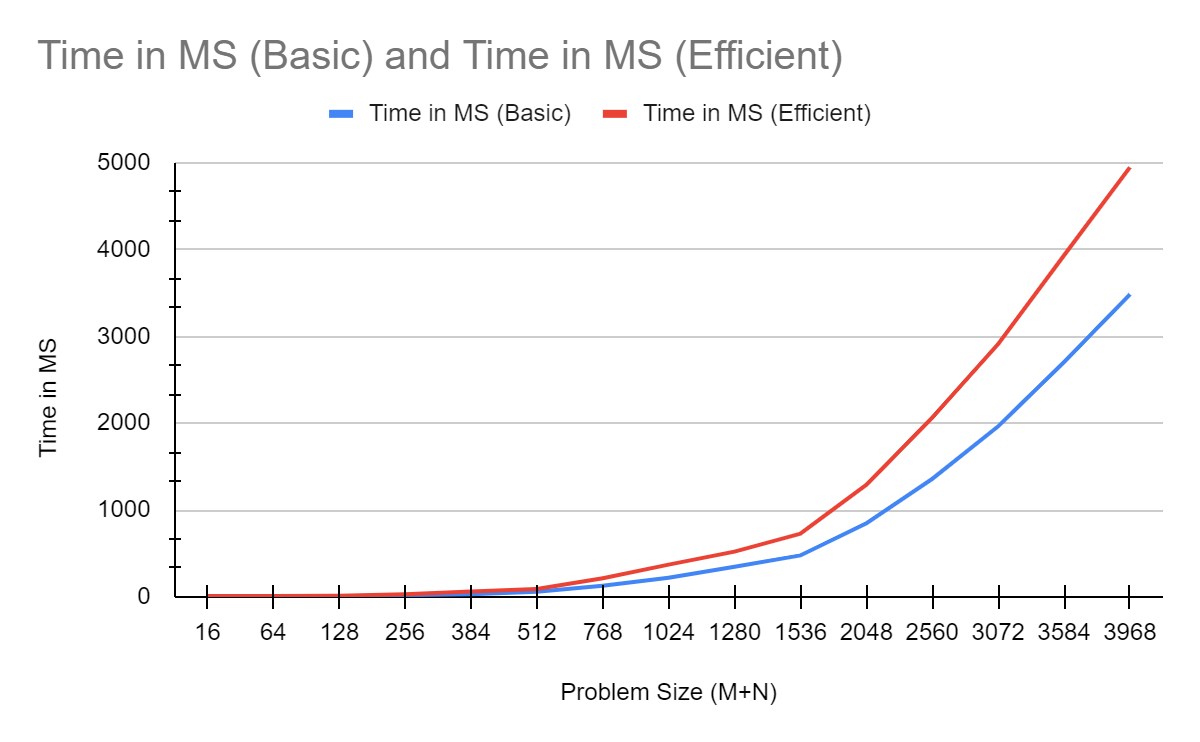 Time in MS (Basic) and Time in MS (Efficient)
Time in MS (Basic) Time in MS (Efficient)
5000
4000
3000
2000
1000
0
Time in MS
16 64 128 256 384 512 768 1024 1280 1536 2048 2560 3072 3584 3968
Problem Size (M+N)